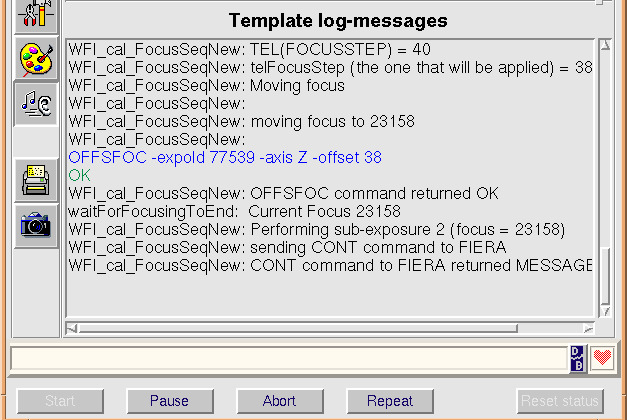 Template log-messages
WFI_cal_FocusSeqNew: TEL(FOCUSSTEP) = 40
WFI_cal_FocusSeqNew: telFocusStep (the one that will be applied) = 38
WFI_cal_FocusSeqNew: Moving focus
WFI_cal_FocusSeqNew:
WFI_cal_FocusSeqNew: moving focus to 23158
WFI_cal_FocusSeqNew:
OFFSFOC -expoId 77539 -axis Z -offset 38
OK
WFI_cal_FocusSeqNew: OFFSFOC command returned OK
waitForFocusingToEnd:  Current Focus 23158
WFI_cal_FocusSeqNew: Performing sub-exposure 2 (focus = 23158)
WFI_cal_FocusSeqNew: sending CONT command to FIERA
WFI_cal_FocusSeqNew: CONT command to FIERA returned MESSAGE
Start Pause Abort Repeat Reset status